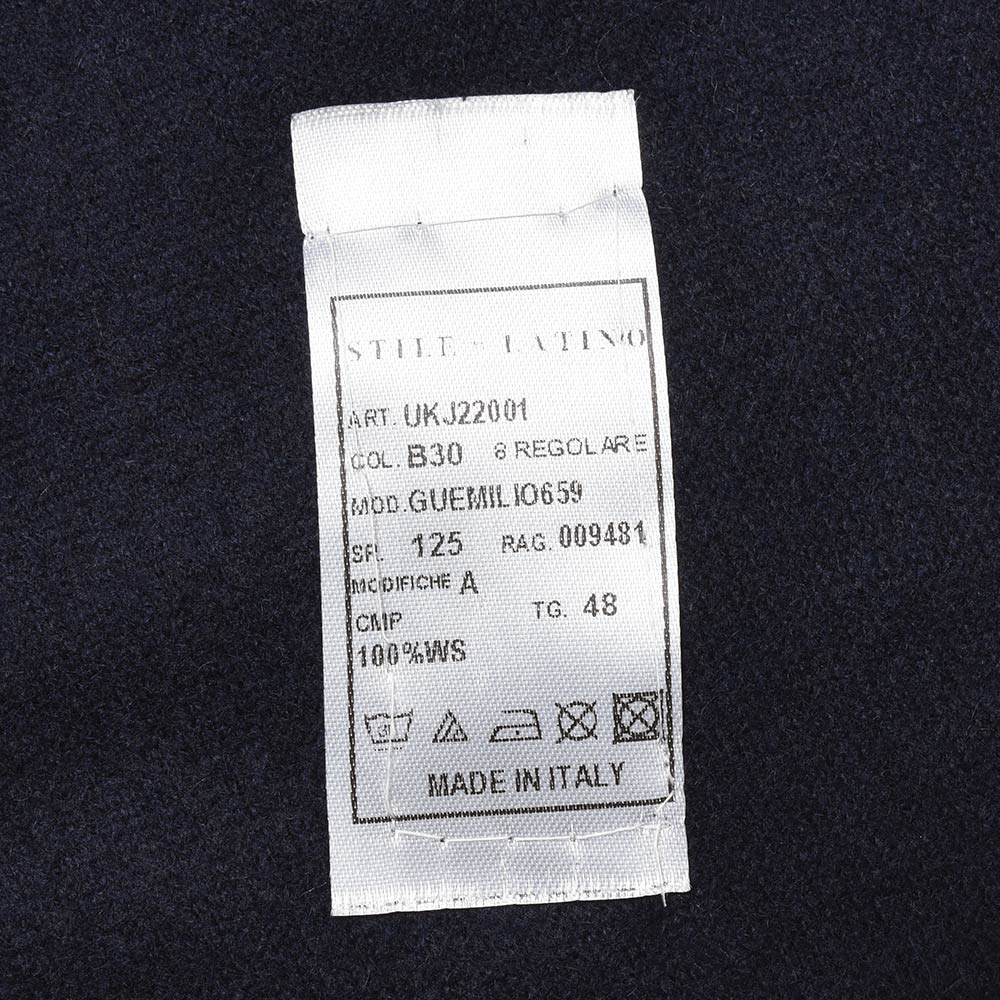 STILE LATINO
ART. UKJ22001
COL. B30 8 REGOLARE
MOD. GUEMILIO659
125 RAG. 009481
MODIFICHE A
CMP TG. 48
100%WS
MADE IN ITALY